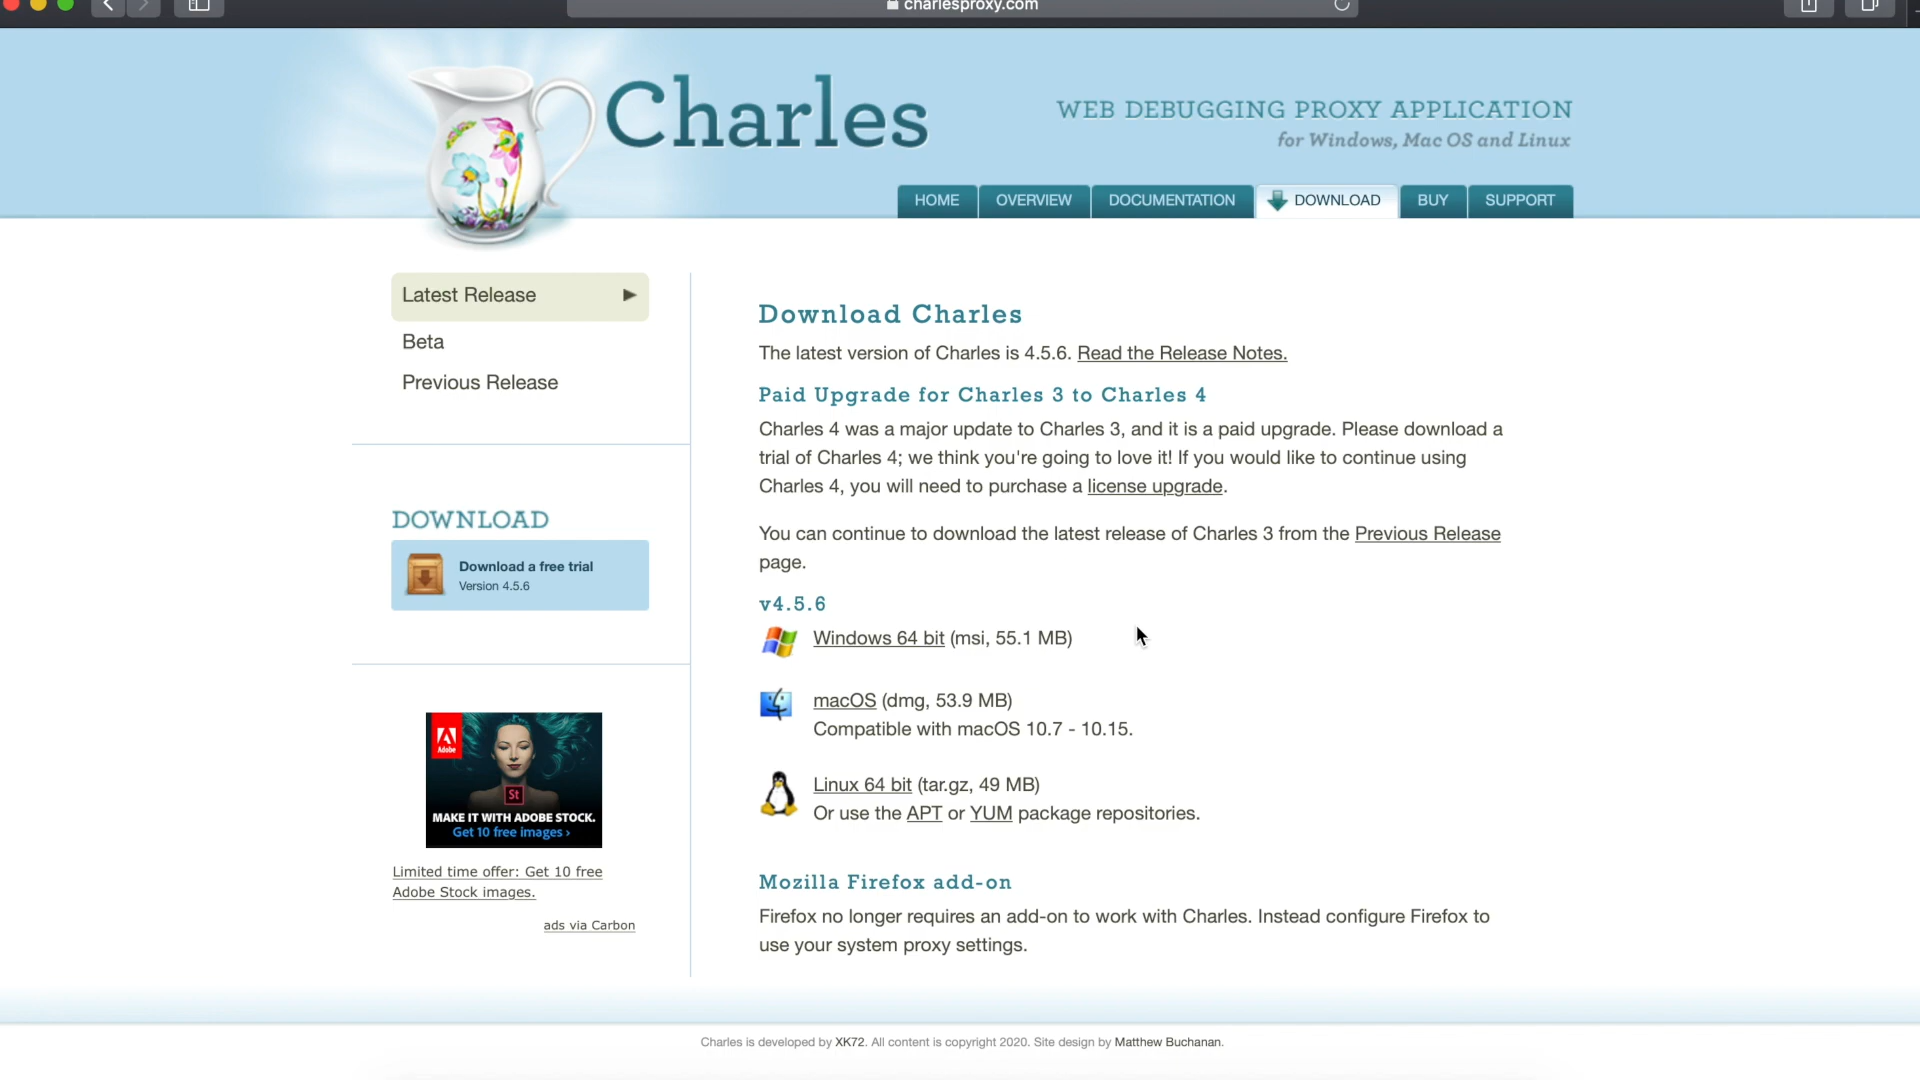 charlesproxy.com
Charles
WEB DEBUGGING PROXY APPLICATION
for Windows, Mac OS and Linux
HOME
OVERVIEW
DOCUMENTATION
DOWNLOAD
BUY
SUPPORT
Latest Release
Beta
Previous Release
DOWNLOAD
Download a free trial
Version 4.5.6
Adobe
St
MAKE IT WITH ADOBE STOCK.
Get 10 free images ›
Limited time offer: Get 10 free
Adobe Stock images.
ads via Carbon
Download Charles
The latest version of Charles is 4.5.6. Read the Release Notes.
Paid Upgrade for Charles 3 to Charles 4
Charles 4 was a major update to Charles 3, and it is a paid upgrade. Please download a
trial of Charles 4; we think you're going to love it! If you would like to continue using
Charles 4, you will need to purchase a license upgrade.
You can continue to download the latest release of Charles 3 from the Previous Release
page.
v4.5.6
Windows 64 bit (msi, 55.1 MB)
macOS (dmg, 53.9 MB)
Compatible with macOS 10.7 - 10.15.
Linux 64 bit (tar.gz, 49 MB)
Or use the APT or YUM package repositories.
Mozilla Firefox add-on
Firefox no longer requires an add-on to work with Charles. Instead configure Firefox to
use your system proxy settings.
Charles is developed by XK72. All content is copyright 2020. Site design by Matthew Buchanan.